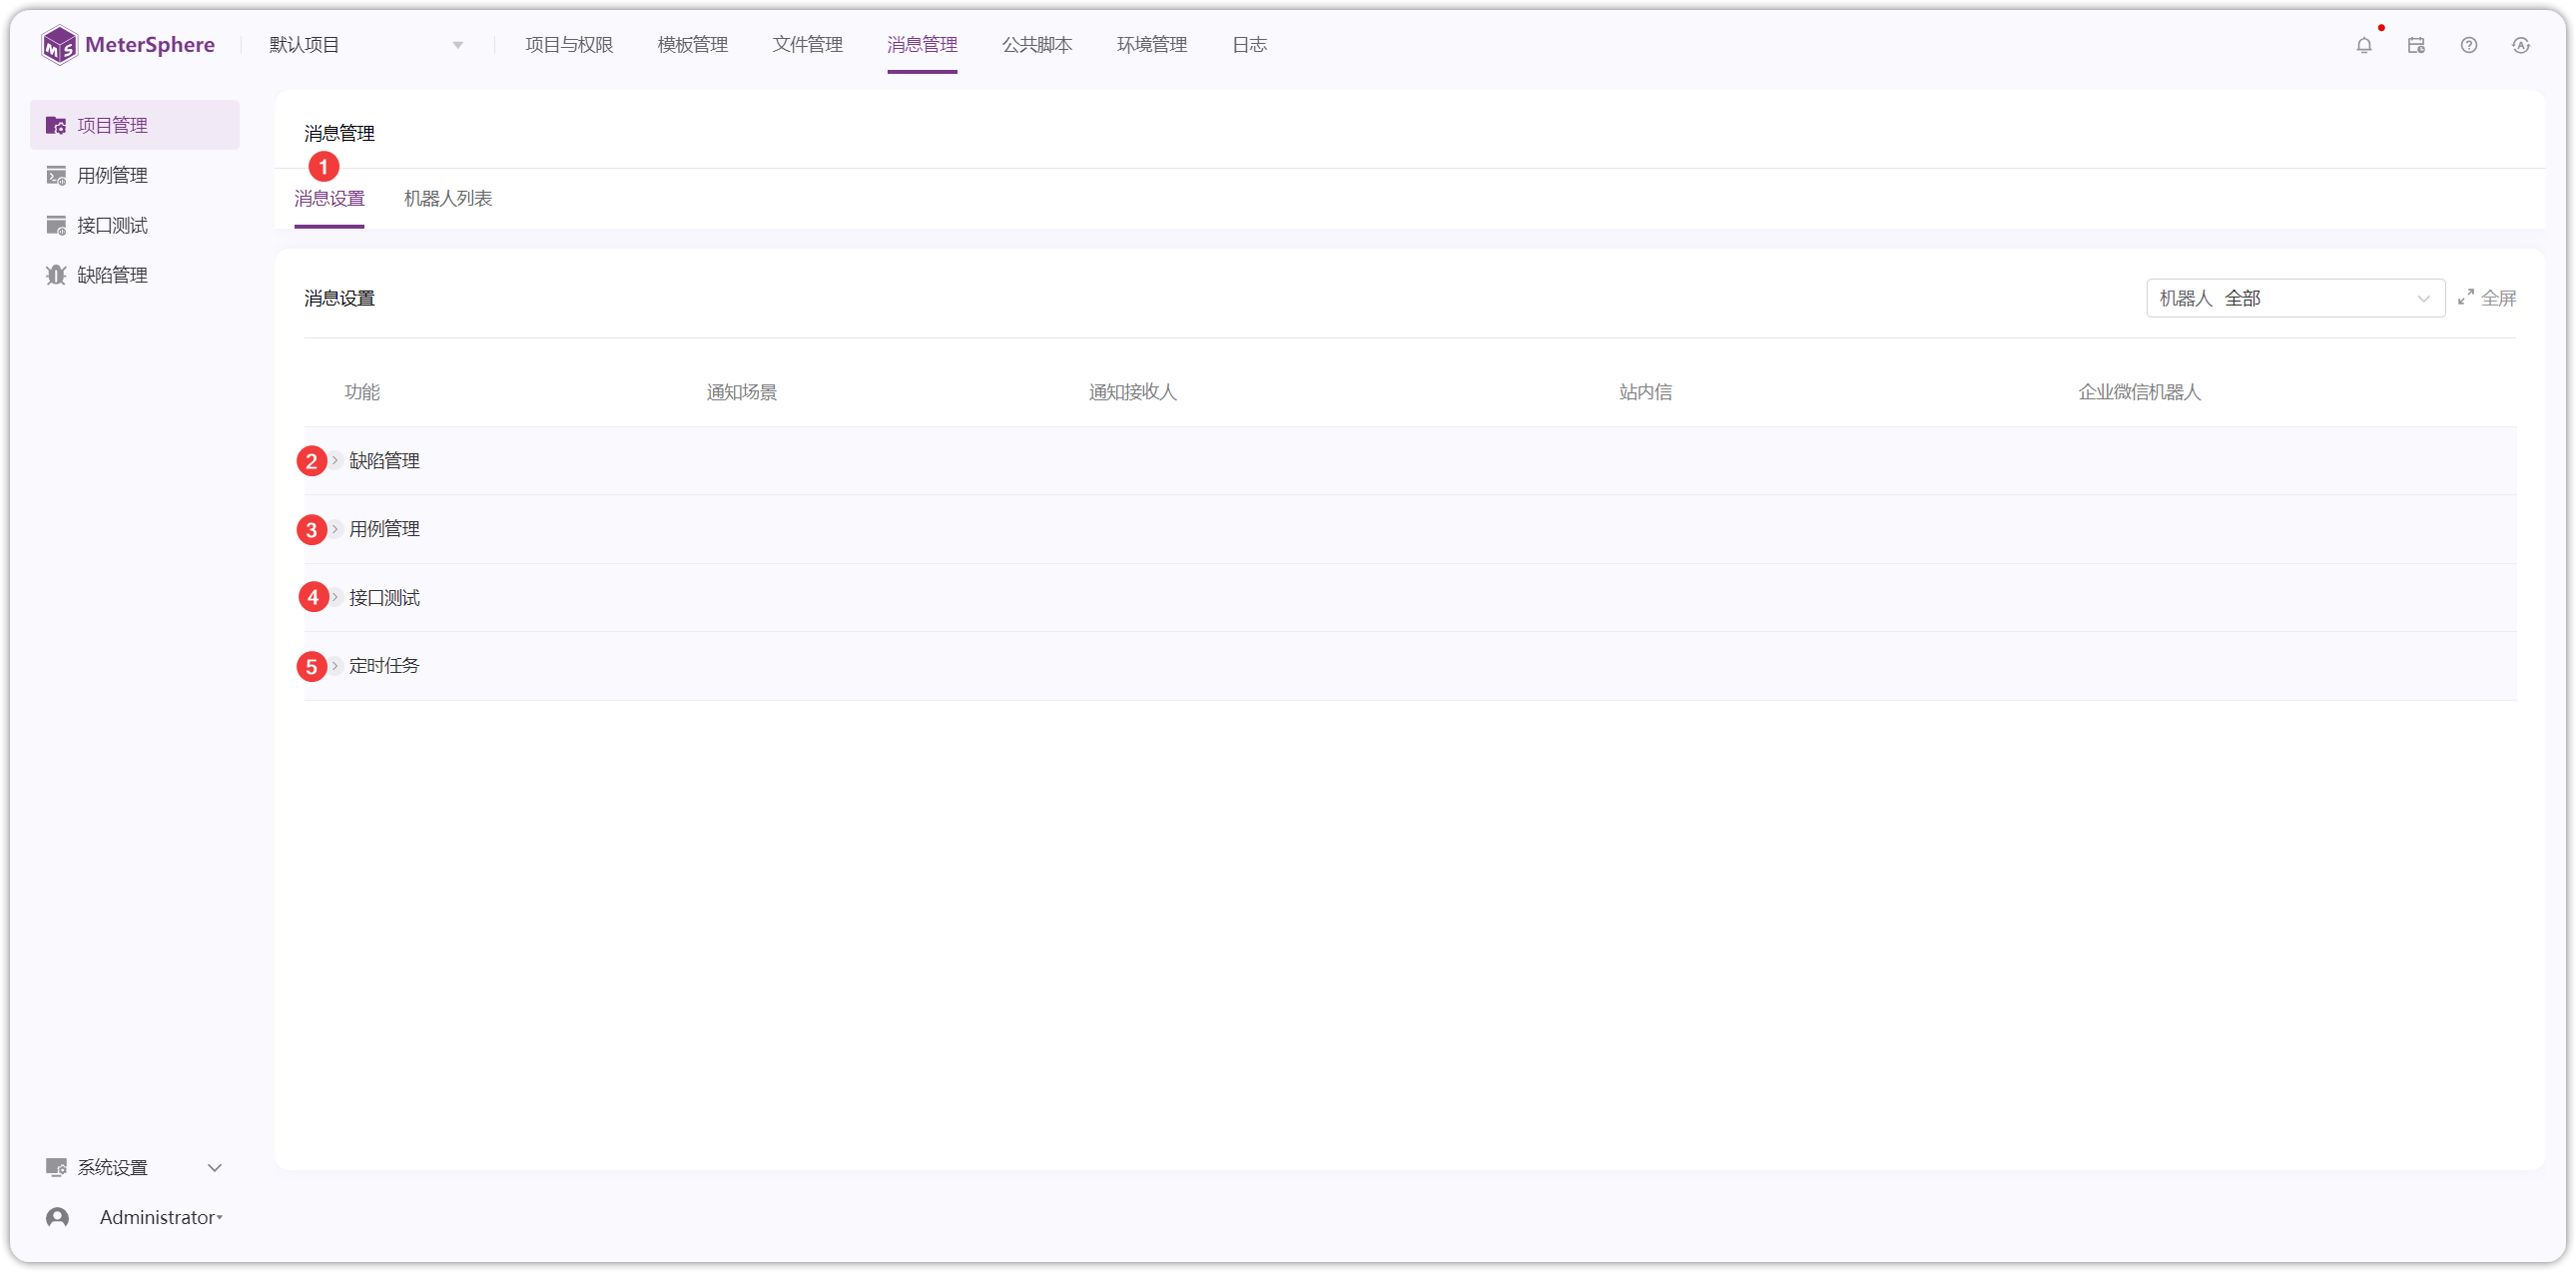 MeterSphere 默认项目 项目与权限 模板管理 文件管理 消息管理 公共脚本 环境管理 日志
项目管理
用例管理
接口测试
缺陷管理
消息管理
1
消息设置 机器人列表
消息设置 机器人 全部 全屏
功能 通知场景 通知接收人 站内信 企业微信机器人
2 缺陷管理
3 用例管理
4 接口测试
5 定时任务
系统设置
Administrator